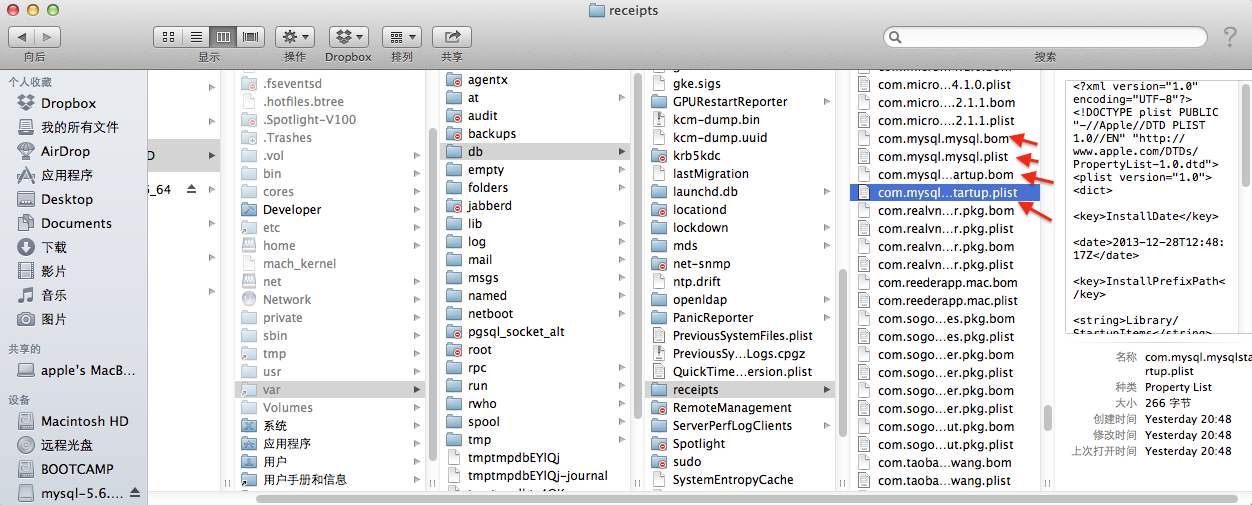 receipts
向后
显示
操作
Dropbox
排列
共享
搜索
个人收藏
Dropbox
我的所有文件
AirDrop
应用程序
Desktop
Documents
下载
影片
音乐
图片
共享的
apple's MacB…
设备
Macintosh HD
远程光盘
BOOTCAMP
mysql-5.6.…
D
5_64
.fseventsd
.hotfiles.btree
.Spotlight-V100
.Trashes
.vol
bin
cores
Developer
etc
home
mach_kernel
net
Network
private
sbin
tmp
usr
var
Volumes
系统
应用程序
用户
用户手册和信息
agentx
at
audit
backups
db
empty
folders
jabberd
lib
log
mail
msgs
named
netboot
pgsql_socket_alt
root
rpc
run
rwho
spool
tmp
tmptmpdbEYlQj
tmptmpdbEYlQj-journal
gke.sigs
GPURestartReporter
kcm-dump.bin
kcm-dump.uuid
krb5kdc
lastMigration
launchd.db
locationd
lockdown
mds
net-snmp
ntp.drift
openldap
PanicReporter
PreviousSystemFiles.plist
PreviousSy…Logs.cpgz
QuickTime…ersion.plist
receipts
RemoteManagement
ServerPerfLogClients
Spotlight
sudo
SystemEntropyCache
com.micro…4.1.0.plist
com.micro…2.1.1.bom
com.micro…2.1.1.plist
com.mysql.mysql.bom
com.mysql.mysql.plist
com.mysql…artup.bom
com.mysql…tartup.plist
com.realvn…r.pkg.bom
com.realvn…r.pkg.plist
com.realvn…r.pkg.bom
com.realvn…r.pkg.plist
com.reederapp.mac.bom
com.reederapp.mac.plist
com.sogo…es.pkg.bom
com.sogo…es.pkg.plist
com.sogo…er.pkg.bom
com.sogo…er.pkg.plist
com.sogo…er.pkg.bom
com.sogo…er.pkg.plist
com.sogo…ut.pkg.bom
com.sogo…ut.pkg.plist
com.taoba…wang.bom
com.taoba…wang.plist
<?xml version="1.0"
encoding="UTF-8"?>
<!DOCTYPE plist PUBLIC
"-//Apple//DTD PLIST
1.0//EN" "http://
www.apple.com/DTDs/
PropertyList-1.0.dtd">
<plist version="1.0">
<dict>
<key>InstallDate</key>
<date>2013-12-28T12:48:
17Z</date>
<key>InstallPrefixPath<
/key>
<string>Library/
StartupItems</string>
名称 com.mysql.mysqlsta
rtup.plist
种类 Property List
大小 266 字节
创建时间 Yesterday 20:48
修改时间 Yesterday 20:48
上次打开时间 Yesterday 20:48